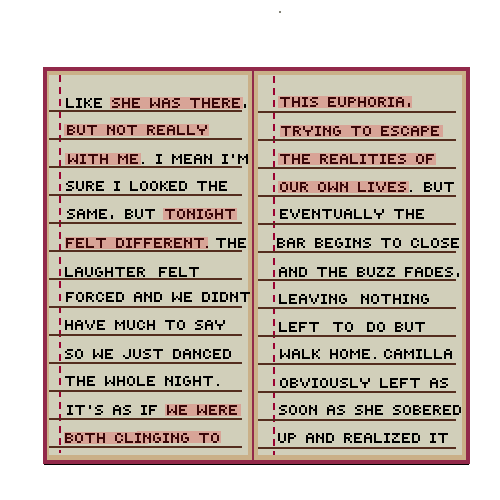 LIKE SHE WAS THERE,
BUT NOT REALLY
WITH ME. I MEAN I'M
SURE I LOOKED THE
SAME, BUT TONIGHT
FELT DIFFERENT. THE
LAUGHTER FELT
FORCED AND WE DIDNT
HAVE MUCH TO SAY
SO WE JUST DANCED
THE WHOLE NIGHT.
IT'S AS IF WE WERE
BOTH CLINGING TO
THIS EUPHORIA,
TRYING TO ESCAPE
THE REALITIES OF
OUR OWN LIVES. BUT
EVENTUALLY THE
BAR BEGINS TO CLOSE
AND THE BUZZ FADES,
LEAVING NOTHING
LEFT TO DO BUT
WALK HOME. CAMILLA
OBVIOUSLY LEFT AS
SOON AS SHE SOBERED
UP AND REALIZED IT